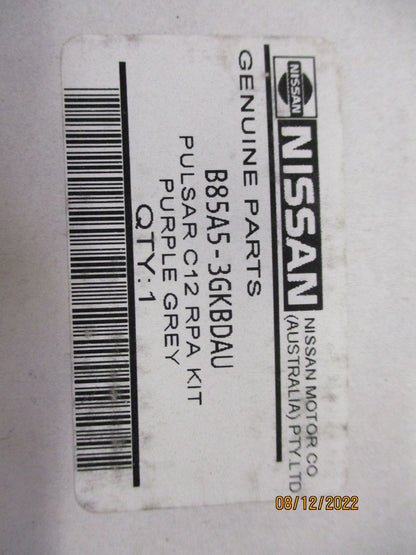 NISSAN
NISSAN
NISSAN MOTOR CO.
(AUSTRALIA) PTY.LTD
GENUINE PARTS
B85A5-3GKBDAU
PULSAR C12 RPA KIT
PURPLE GREY
QTY:1
08/12/2022